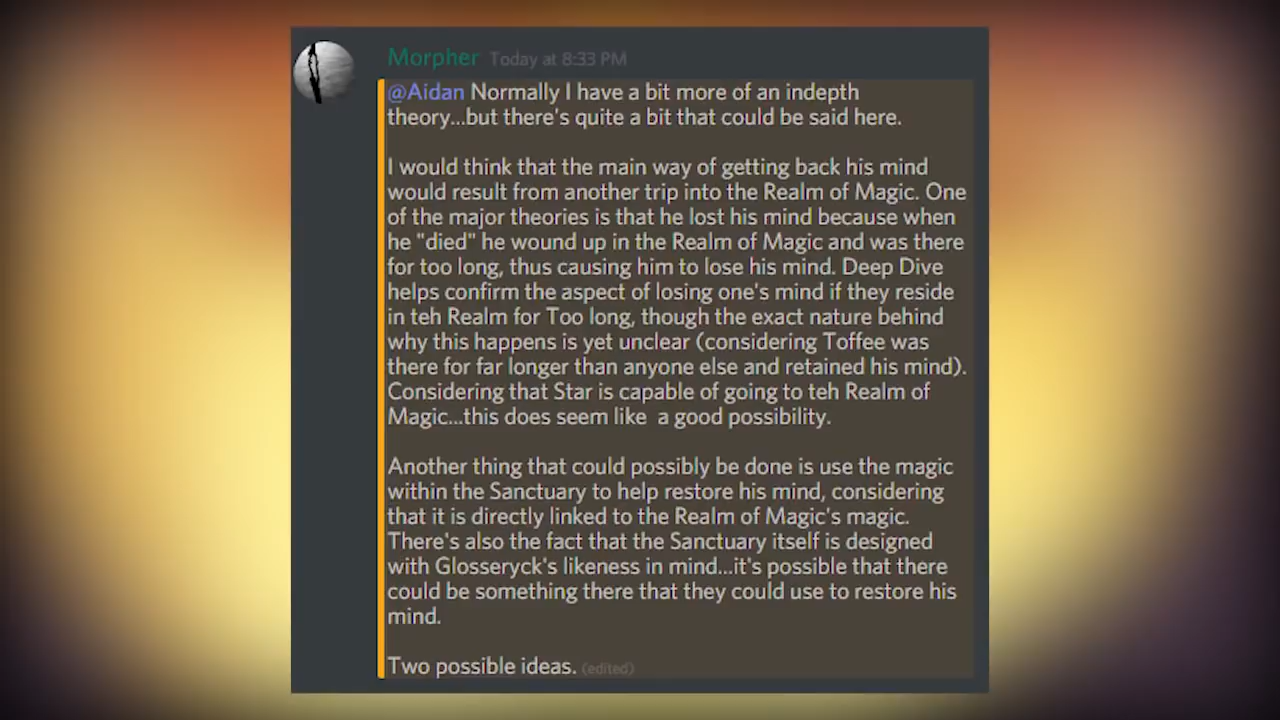 Morpher Today at 8:33 PM
@Aidan Normally I have a bit more of an indepth
theory...but there's quite a bit that could be said here.
I would think that the main way of getting back his mind
would result from another trip into the Realm of Magic. One
of the major theories is that he lost his mind because when
he "died" he wound up in the Realm of Magic and was there
for too long, thus causing him to lose his mind. Deep Dive
helps confirm the aspect of losing one's mind if they reside
in teh Realm for Too long, though the exact nature behind
why this happens is yet unclear (considering Toffee was
there for far longer than anyone else and retained his mind).
Considering that Star is capable of going to teh Realm of
Magic...this does seem like  a good possibility.
Another thing that could possibly be done is use the magic
within the Sanctuary to help restore his mind, considering
that it is directly linked to the Realm of Magic's magic.
There's also the fact that the Sanctuary itself is designed
with Glosseryck's likeness in mind...it's possible that there
could be something there that they could use to restore his
mind.
Two possible ideas. (edited)